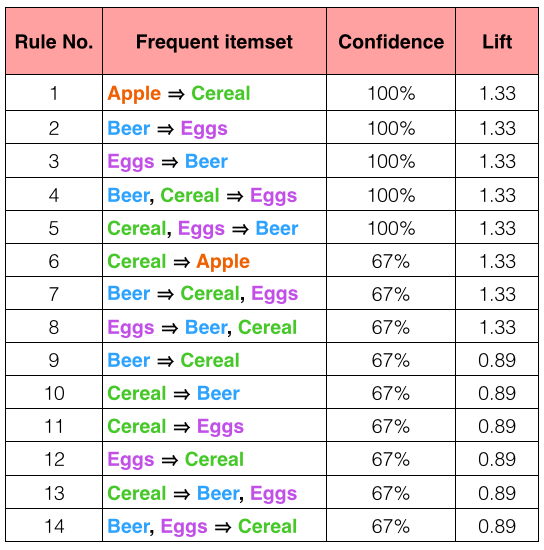 Rule No. Frequent itemset Confidence Lift
1 Apple ⇒ Cereal 100% 1.33
2 Beer ⇒ Eggs 100% 1.33
3 Eggs ⇒ Beer 100% 1.33
4 Beer, Cereal ⇒ Eggs 100% 1.33
5 Cereal, Eggs ⇒ Beer 100% 1.33
6 Cereal ⇒ Apple 67% 1.33
7 Beer ⇒ Cereal, Eggs 67% 1.33
8 Eggs ⇒ Beer, Cereal 67% 1.33
9 Beer ⇒ Cereal 67% 0.89
10 Cereal ⇒ Beer 67% 0.89
11 Cereal ⇒ Eggs 67% 0.89
12 Eggs ⇒ Cereal 67% 0.89
13 Cereal ⇒ Beer, Eggs 67% 0.89
14 Beer, Eggs ⇒ Cereal 67% 0.89